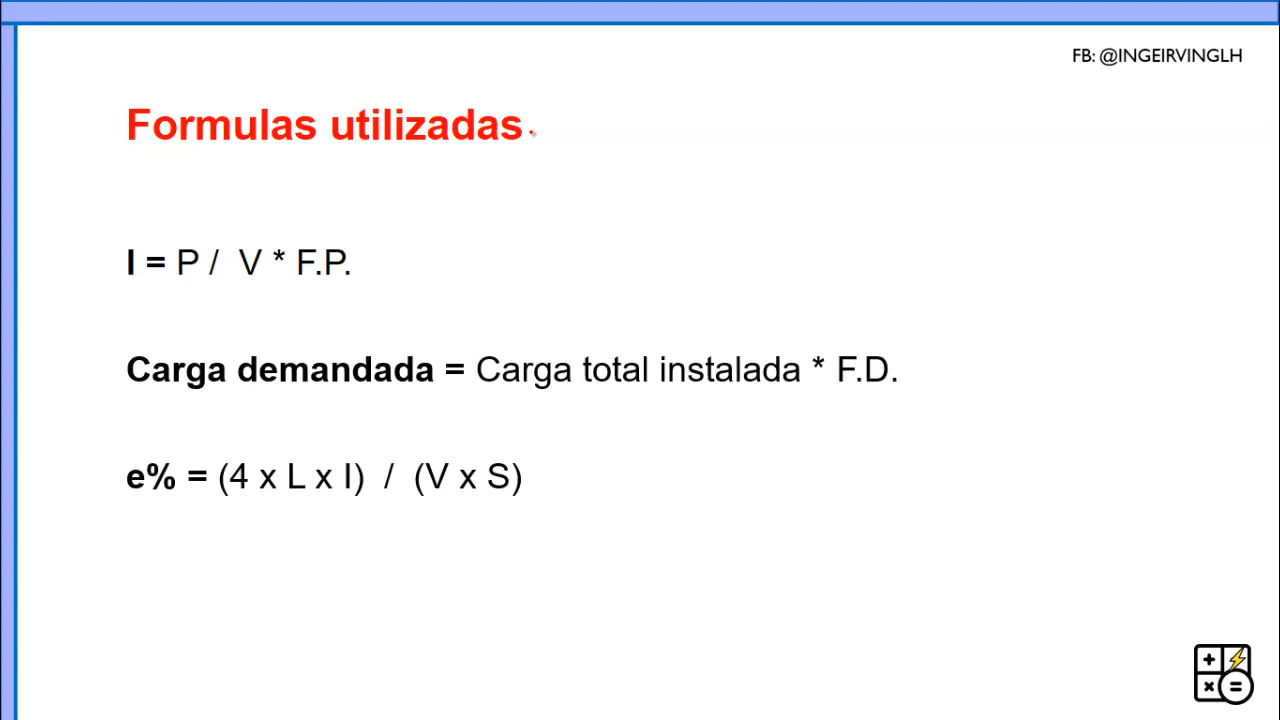 FB: @INGEIRVINGLH
Formulas utilizadas
I = P / V * F.P.
Carga demandada = Carga total instalada * F.D.
e% = (4 x L x I) / (V x S)